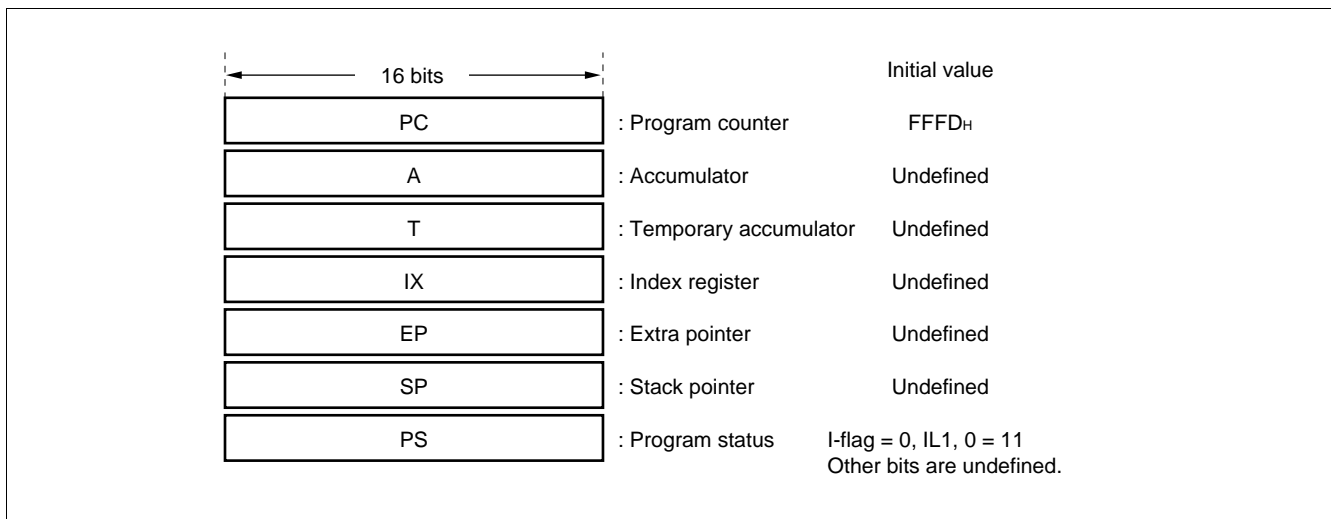 16 bits Initial value
PC : Program counter FFFDH
A : Accumulator Undefined
T : Temporary accumulator Undefined
IX : Index register Undefined
EP : Extra pointer Undefined
SP : Stack pointer Undefined
PS : Program status I-flag = 0, IL1, 0 = 11
Other bits are undefined.